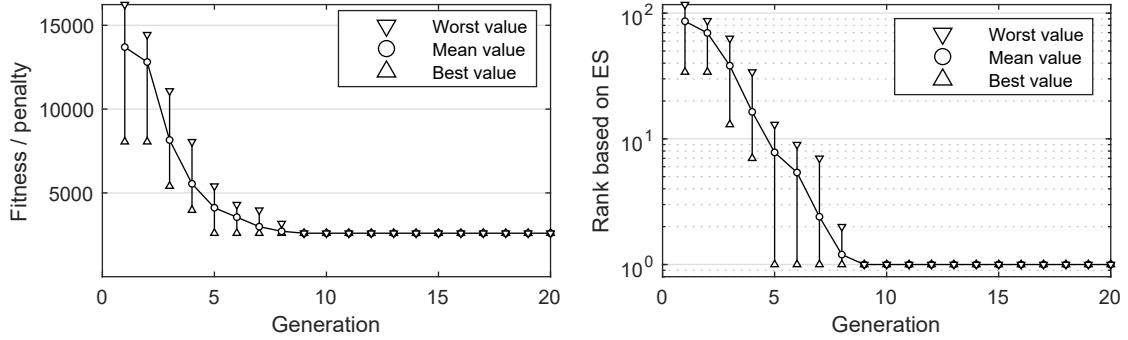 15000
10000
5000
Fitness / penalty
0
5
10
15
20
Generation
Worst value
Mean value
Best value
10^2
10^1
10^0
Rank based on ES
0
5
10
15
20
Generation
Worst value
Mean value
Best value